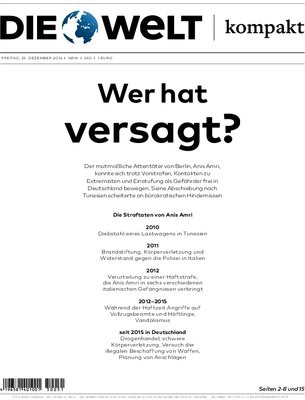 DIE WELT kompakt
FREITAG, 23. DEZEMBER 2016
Wer hat
versagt?
Der mutmaßliche Attentäter von Berlin, Anis Amri,
konnte sich trotz Vorstrafen, Kontakten zu
Extremisten und Einstufung als Gefährder frei in
Deutschland bewegen. Seine Abschiebung nach
Tunesien scheiterte an bürokratischen Hindernissen
Die Straftaten von Anis Amri
2010
Diebstahl eines Lastwagens in Tunesien
2011
Brandstiftung, Körperverletzung und
Widerstand gegen die Polizei in Italien
2012
Verurteilung zu einer Haftstrafe,
die Anis Amri in sechs verschiedenen
italienischen Gefängnissen verbringt
2012–2015
Während der Haftzeit Angriffe auf
Vollzugsbeamte und Häftlinge,
Vandalismus
seit 2015 in Deutschland
Drogenhandel, schwere
Körperverletzung, Versuch der
illegalen Beschaffung von Waffen,
Planung von Anschlägen
Seiten 2-8 und 15